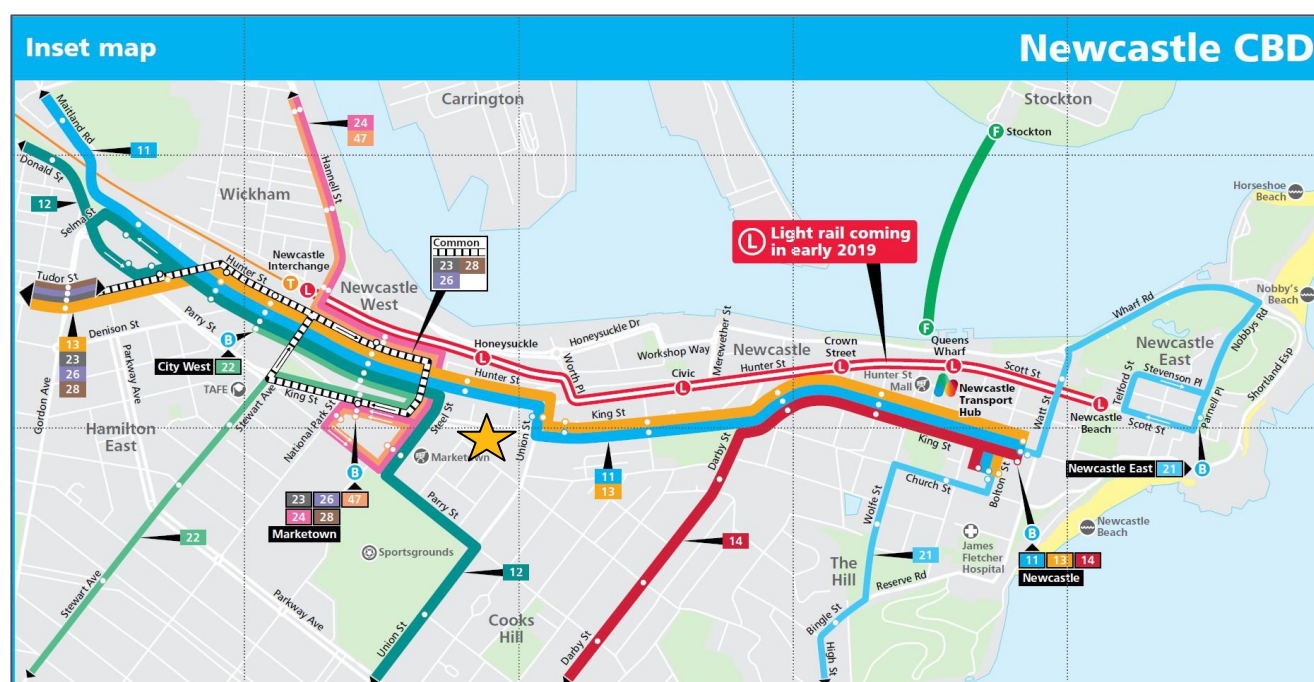 Inset map
Newcastle CBD
Carrington
Stockton
F Stockton
Maitland Rd
11
24
47
Donald St
12
Wickham
Hannell St
Selma St
Horseshoe
Beach
L Light rail coming
in early 2019
Common
23 28
26
Newcastle
Interchange
T L
Hunter St
Tudor St
Newcastle
West
Nobby's
Beach
Wharf Rd
Nobbys Rd
13
23
26
28
Denison St
Parry St
B
City West 22
Parkway Ave
TAFE
Gordon Ave
Hamilton
East
King St
Stewart Ave
National Park St
Steel St
Marketown
B
23 26 47
24 28
Marketown
Honeysuckle
L
Honeysuckle Dr
Worth Pl
Workshop Way
Merewether St
Hunter St
Civic
L
Newcastle
Hunter St
Crown
Street
L
F
Queens
Wharf
L
Hunter St
Mall
Newcastle
Transport
Hub
Scott St
L
Newcastle
Beach
Watt St
Newcastle
East
Telford St
Stevenson Pl
Scott St
Parnell Pl
Shortland Esp
Newcastle East 21 B
Union St
King St
11
13
Darby St
King St
Church St
Bolton St
Wolfe St
B
11 13 14
Newcastle
James
Fletcher
Hospital
Newcastle
Beach
The
Hill
21
Reserve Rd
Bingle St
High St
14
Darby St
Parry St
Sportsgrounds
12
Cooks
Hill
Union St
Parkway Ave
22
Stewart Ave